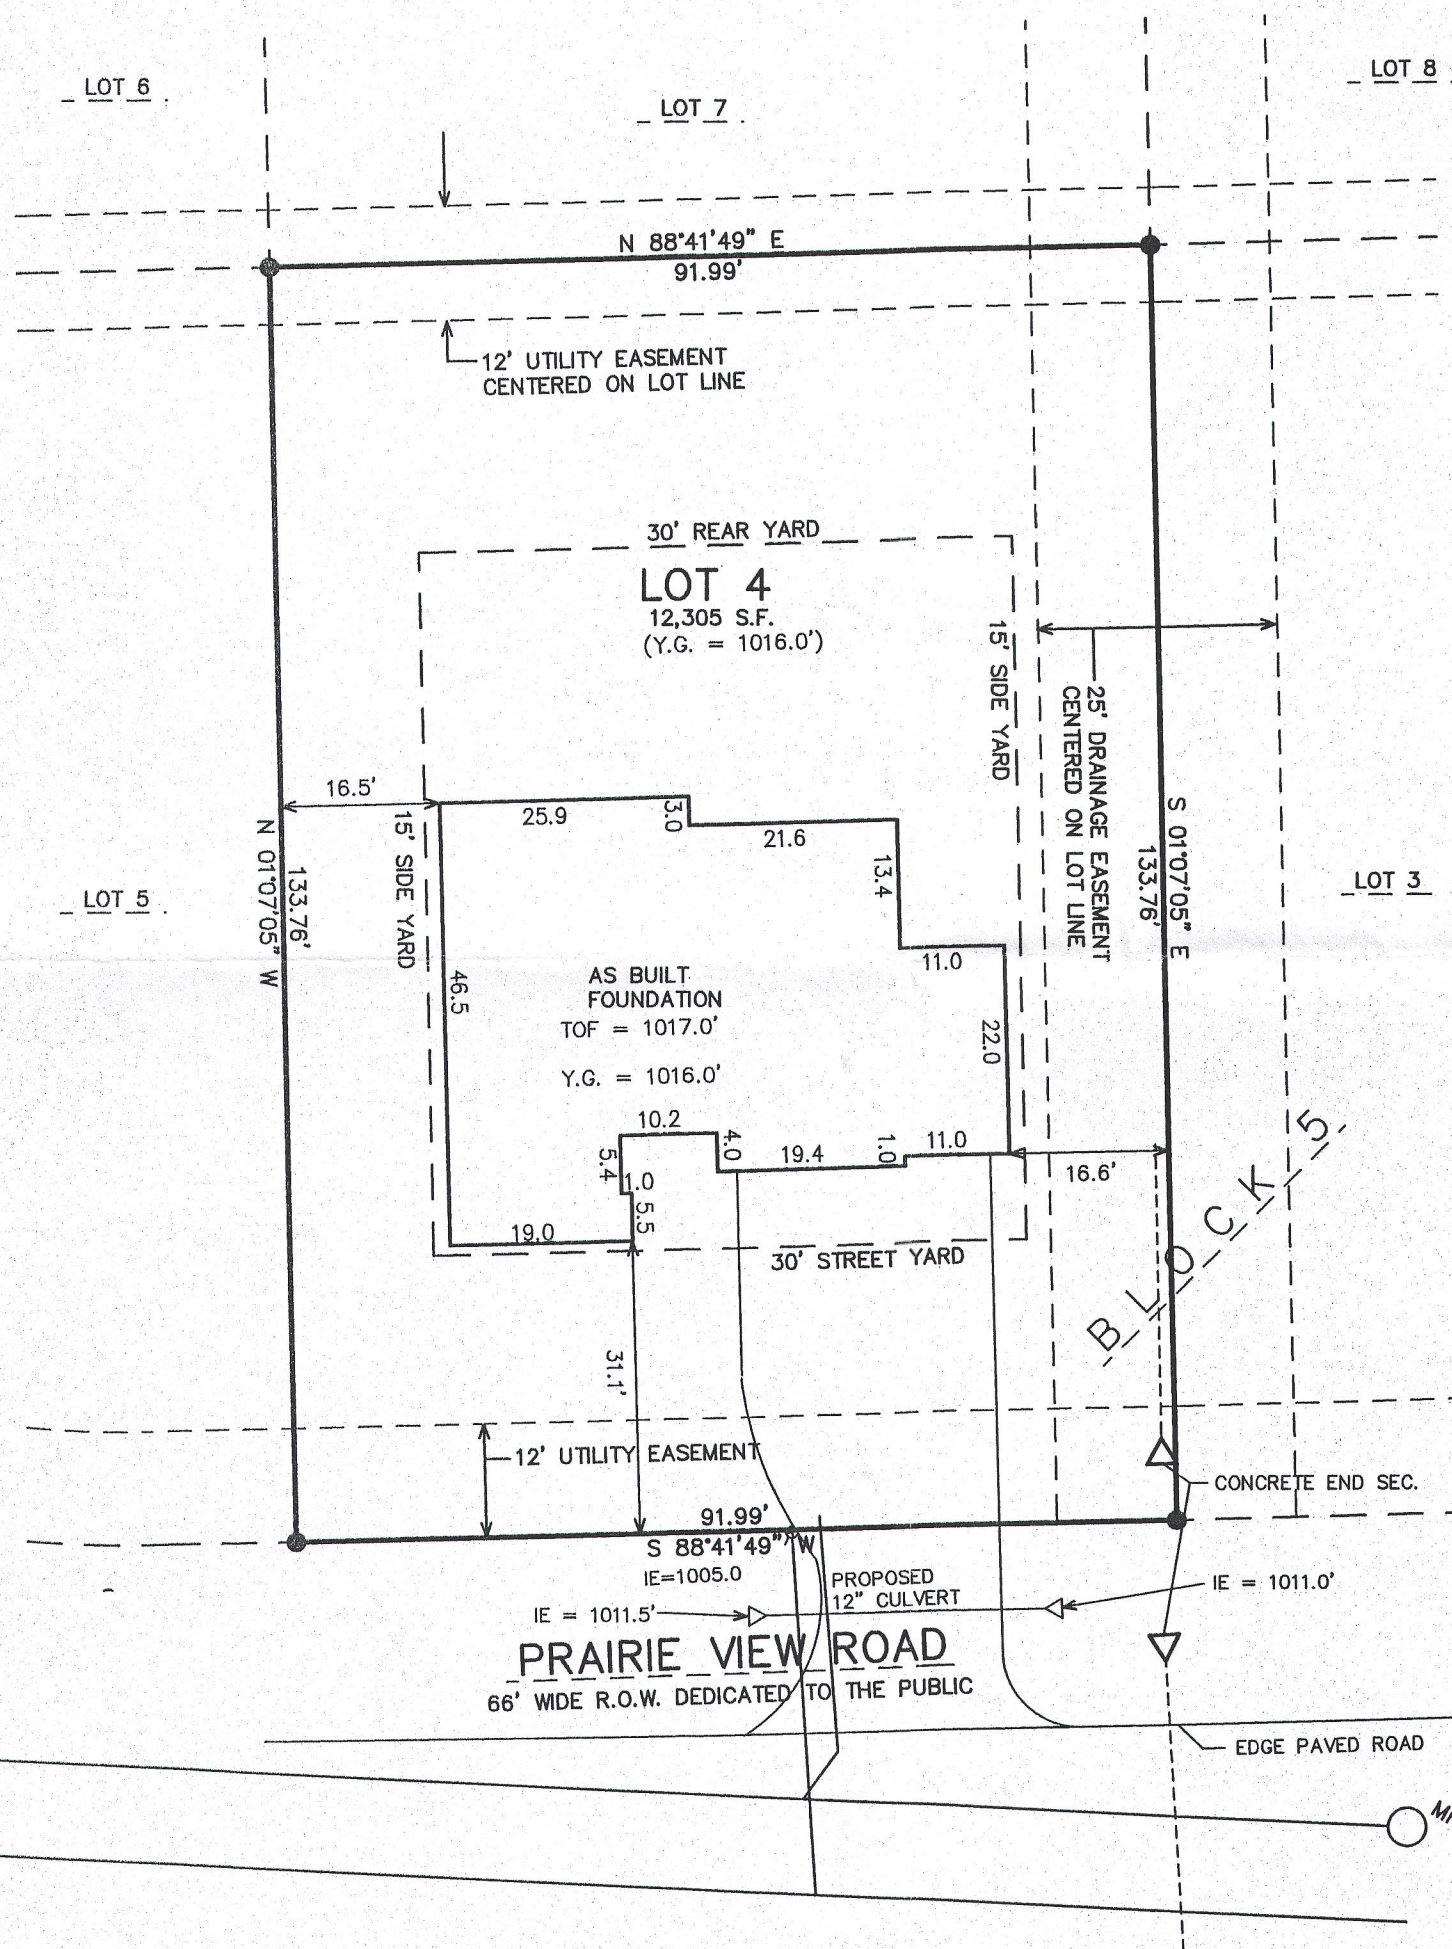 LOT 6
LOT 7
LOT 8
N 88°41'49" E
91.99'
12' UTILITY EASEMENT
CENTERED ON LOT LINE
30' REAR YARD
LOT 4
12,305 S.F.
(Y.G. = 1016.0')
15' SIDE YARD
25' DRAINAGE EASEMENT
CENTERED ON LOT LINE
16.5'
25.9
3.0
21.6
13.4
11.0
22.0
15' SIDE YARD
N 01°07'05" W
133.76'
S 01°07'05" E
133.76'
LOT 5
LOT 3
46.5
AS BUILT
FOUNDATION
TOF = 1017.0'
Y.G. = 1016.0'
10.2
4.0
19.4
1.0
11.0
5.4
1.0
5.5
16.6'
19.0
30' STREET YARD
BLOCK 5
31.1'
12' UTILITY EASEMENT
CONCRETE END SEC.
91.99'
S 88°41'49" W
IE=1005.0
PROPOSED
12" CULVERT
IE = 1011.0'
IE = 1011.5'
PRAIRIE VIEW ROAD
66' WIDE R.O.W. DEDICATED TO THE PUBLIC
EDGE PAVED ROAD